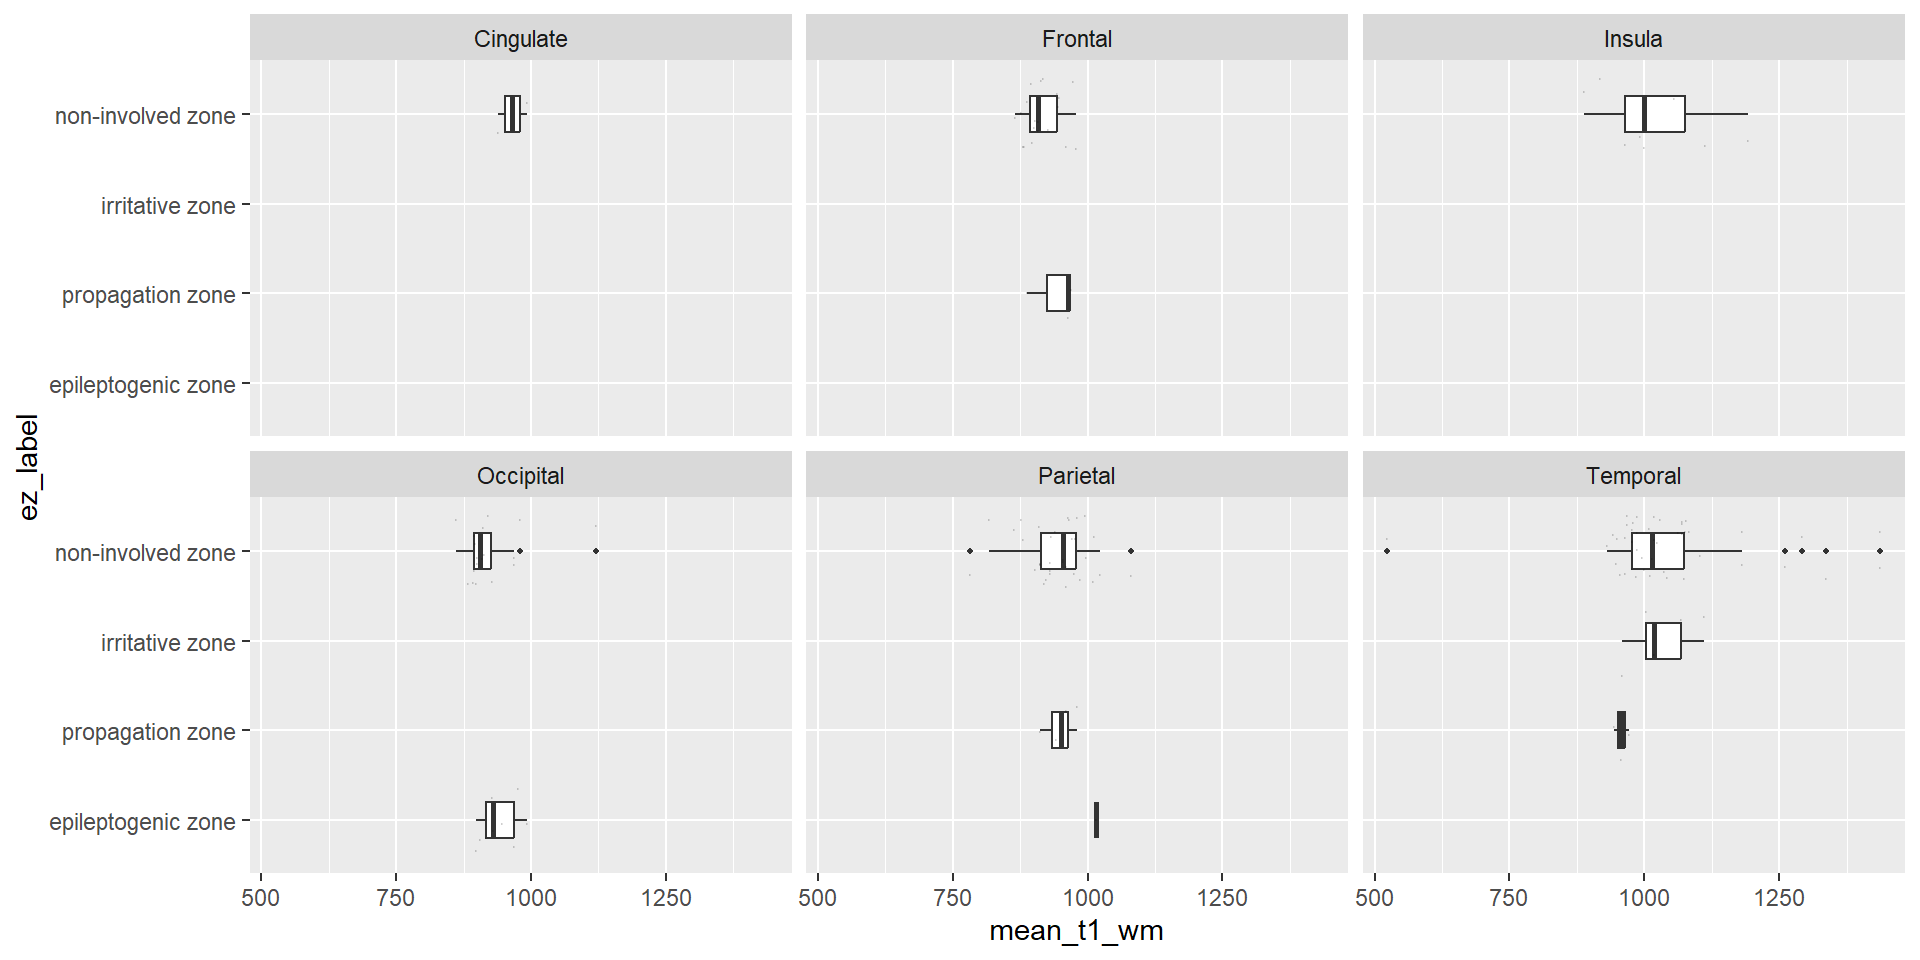 Cingulate
Frontal
Insula
non-involved zone
irritative zone
propagation zone
epileptogenic zone
ez_label
Occipital
Parietal
Temporal
non-involved zone
irritative zone
propagation zone
epileptogenic zone
500 750 1000 1250 500 750 1000 1250 500 750 1000 1250
mean_t1_wm